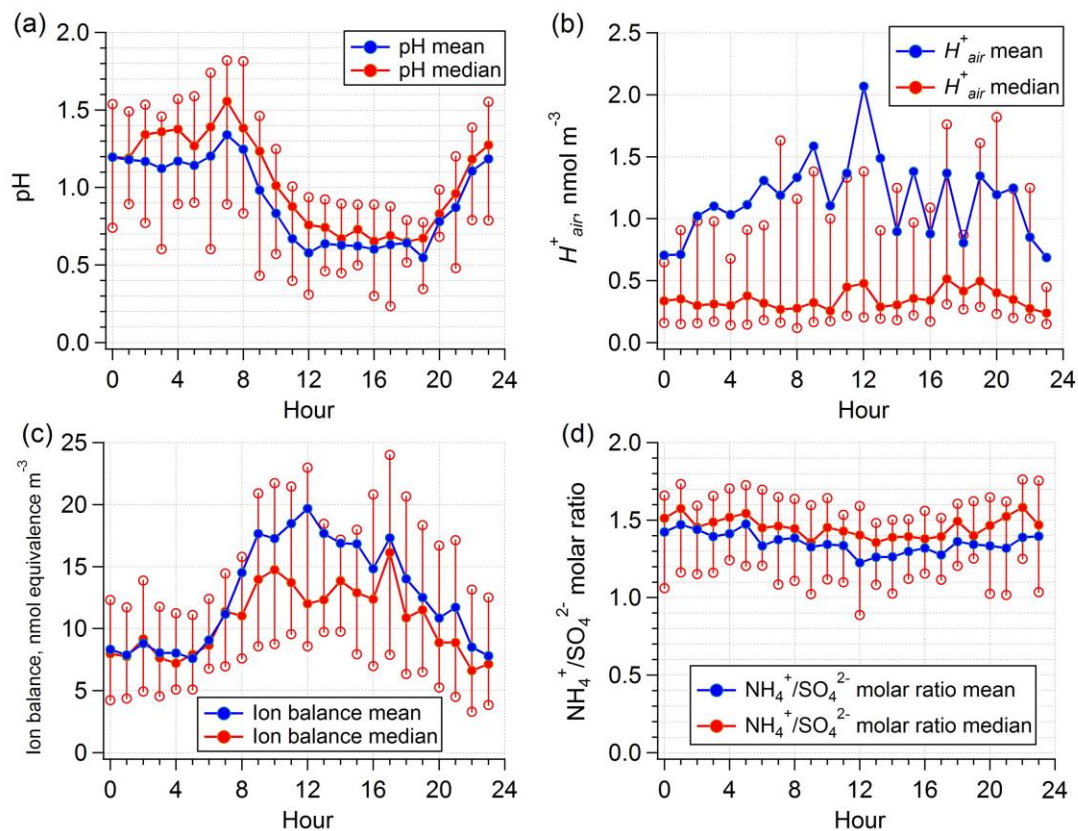 (a)
2.0
1.5
1.0
0.5
0.0
pH
pH mean
pH median
0 4 8 12 16 20 24
Hour
(b)
2.5
2.0
1.5
1.0
0.5
0.0
H⁺air, nmol m⁻³
H⁺air mean
H⁺air median
0 4 8 12 16 20 24
Hour
(c)
25
20
15
10
5
0
Ion balance, nmol equivalence m⁻³
Ion balance mean
Ion balance median
0 4 8 12 16 20 24
Hour
(d)
2.0
1.5
1.0
0.5
0.0
NH₄⁺/SO₄²⁻ molar ratio
NH₄⁺/SO₄²⁻ molar ratio mean
NH₄⁺/SO₄²⁻ molar ratio median
0 4 8 12 16 20 24
Hour